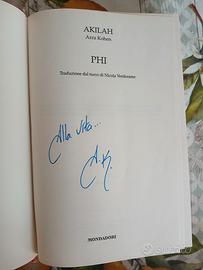 AKILAH
Azra Kohen
PHI
Traduzione dal turco di Nicola Verderame
Alla vita...
A.K.
MONDADORI